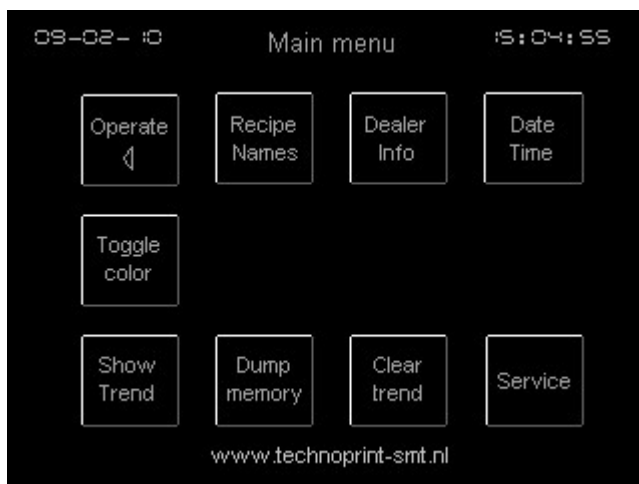 09-02-10 Main menu 15:04:55
Operate Recipe Names Dealer Info Date Time
Toggle color
Show Trend Dump memory Clear trend Service
www.technoprint-smt.nl